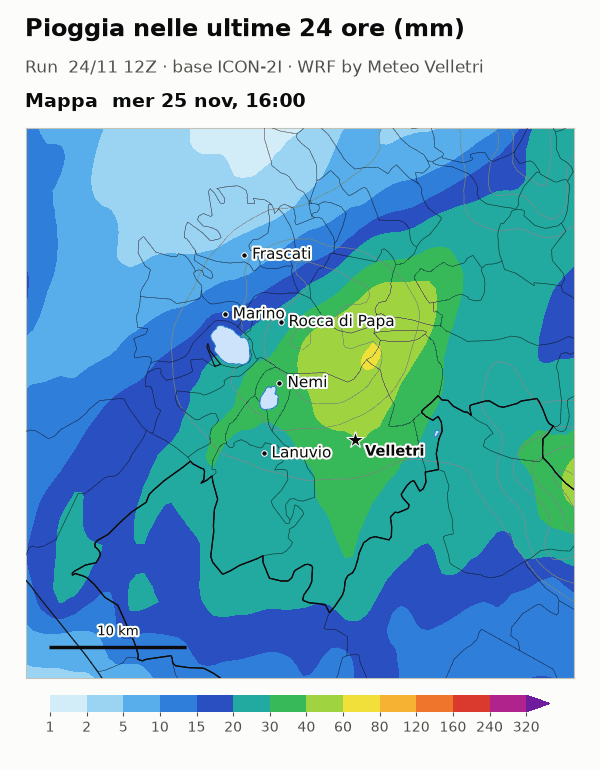 Pioggia nelle ultime 24 ore (mm)
Run  24/11 12Z · base ICON-2I · WRF by Meteo Velletri
Mappa  mer 25 nov, 16:00
Frascati
Marino
Rocca di Papa
Nemi
Velletri
Lanuvio
10 km
1 2 5 10 15 20 30 40 60 80 120 160 240 320